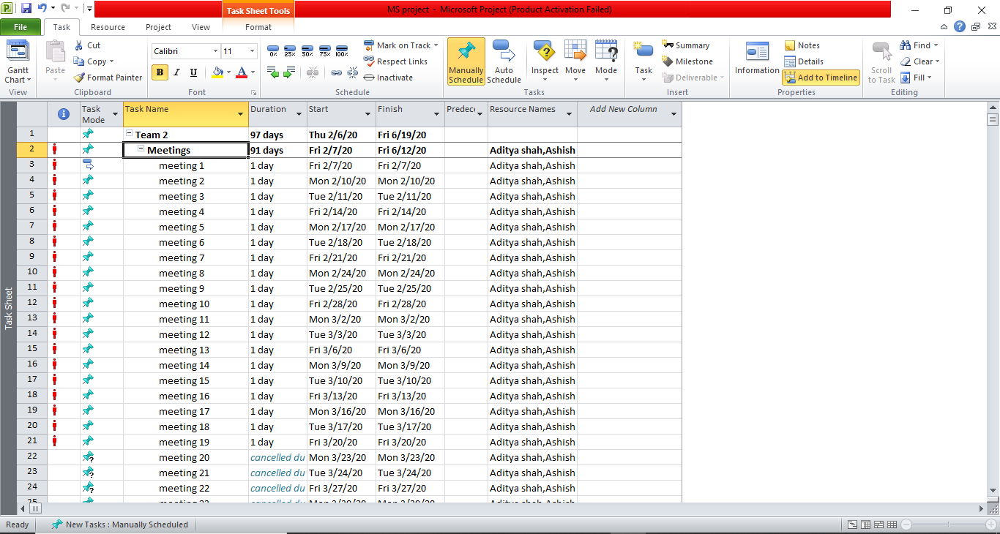 MS project - Microsoft Project (Product Activation Failed)
Task Sheet Tools
File Task Resource Project View Format
Gantt Chart
View
Paste
Cut
Copy
Format Painter
Clipboard
Calibri 11
B I U A
Font
0% 25% 50% 75% 100%
Mark on Track
Respect Links
Inactivate
Schedule
Manually Schedule
Auto Schedule
Inspect
Move
Mode
Tasks
Task
Summary
Milestone
Deliverable
Insert
Information
Notes
Details
Add to Timeline
Properties
Scroll to Task
Find
Clear
Fill
Editing
Task Mode Task Name Duration Start Finish Predece Resource Names Add New Column
1 Team 2 97 days Thu 2/6/20 Fri 6/19/20
2 Meetings 91 days Fri 2/7/20 Fri 6/12/20 Aditya shah,Ashish
3 meeting 1 1 day Fri 2/7/20 Fri 2/7/20 Aditya shah,Ashish
4 meeting 2 1 day Mon 2/10/20 Mon 2/10/20 Aditya shah,Ashish
5 meeting 3 1 day Tue 2/11/20 Tue 2/11/20 Aditya shah,Ashish
6 meeting 4 1 day Fri 2/14/20 Fri 2/14/20 Aditya shah,Ashish
7 meeting 5 1 day Mon 2/17/20 Mon 2/17/20 Aditya shah,Ashish
8 meeting 6 1 day Tue 2/18/20 Tue 2/18/20 Aditya shah,Ashish
9 meeting 7 1 day Fri 2/21/20 Fri 2/21/20 Aditya shah,Ashish
10 meeting 8 1 day Mon 2/24/20 Mon 2/24/20 Aditya shah,Ashish
11 meeting 9 1 day Tue 2/25/20 Tue 2/25/20 Aditya shah,Ashish
12 meeting 10 1 day Fri 2/28/20 Fri 2/28/20 Aditya shah,Ashish
13 meeting 11 1 day Mon 3/2/20 Mon 3/2/20 Aditya shah,Ashish
14 meeting 12 1 day Tue 3/3/20 Tue 3/3/20 Aditya shah,Ashish
15 meeting 13 1 day Fri 3/6/20 Fri 3/6/20 Aditya shah,Ashish
16 meeting 14 1 day Mon 3/9/20 Mon 3/9/20 Aditya shah,Ashish
17 meeting 15 1 day Tue 3/10/20 Tue 3/10/20 Aditya shah,Ashish
18 meeting 16 1 day Fri 3/13/20 Fri 3/13/20 Aditya shah,Ashish
19 meeting 17 1 day Mon 3/16/20 Mon 3/16/20 Aditya shah,Ashish
20 meeting 18 1 day Tue 3/17/20 Tue 3/17/20 Aditya shah,Ashish
21 meeting 19 1 day Fri 3/20/20 Fri 3/20/20 Aditya shah,Ashish
22 meeting 20 cancelled du Mon 3/23/20 Mon 3/23/20 Aditya shah,Ashish
23 meeting 21 cancelled du Tue 3/24/20 Tue 3/24/20 Aditya shah,Ashish
24 meeting 22 cancelled du Fri 3/27/20 Fri 3/27/20 Aditya shah,Ashish
Task Sheet
Ready New Tasks : Manually Scheduled